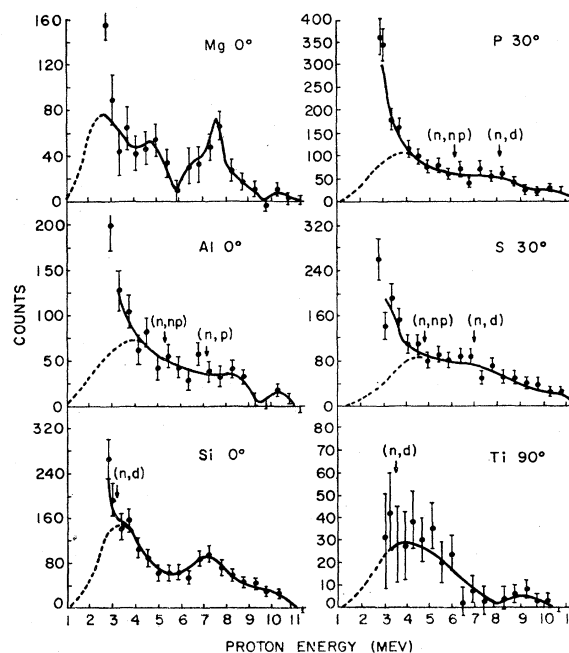 Mg 0°
160
120
80
40
0
P 30°
(n,np)
(n,d)
400
350
300
250
200
150
100
50
0
Al 0°
(n,np)
(n,p)
200
150
100
50
0
S 30°
(n,np)
(n,d)
320
240
160
80
0
Si 0°
(n,d)
320
240
160
80
0
1 2 3 4 5 6 7 8 9 10 11
Ti 90°
(n,d)
80
70
60
50
40
30
20
10
0
1 2 3 4 5 6 7 8 9 10 11
COUNTS
PROTON ENERGY (MEV)